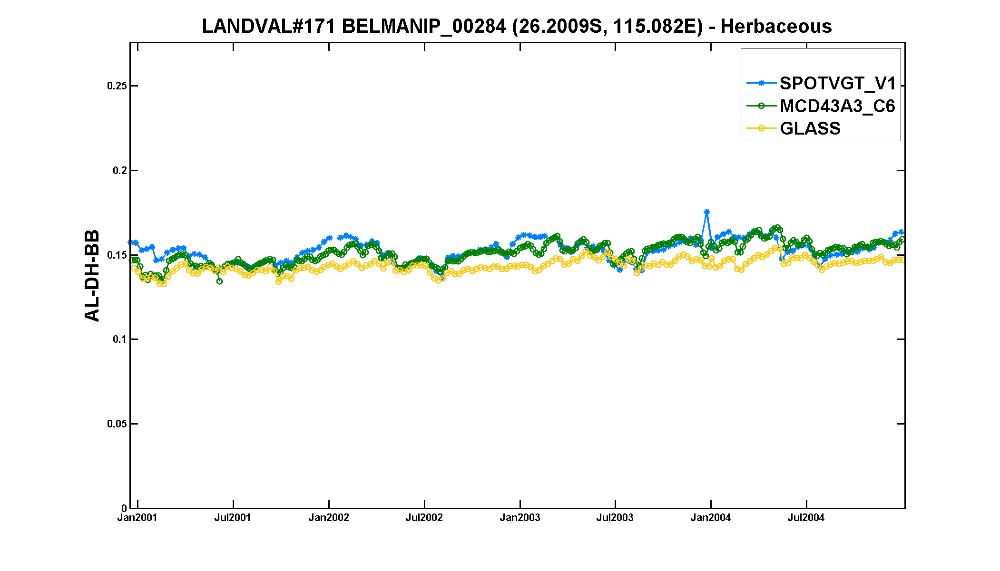 LANDVAL#171 BELMANIP_00284 (26.2009S, 115.082E) - Herbaceous
SPOTVGT_V1
MCD43A3_C6
GLASS
AL-DH-BB
0.25
0.2
0.15
0.1
0.05
0
Jan2001 Jul2001 Jan2002 Jul2002 Jan2003 Jul2003 Jan2004 Jul2004